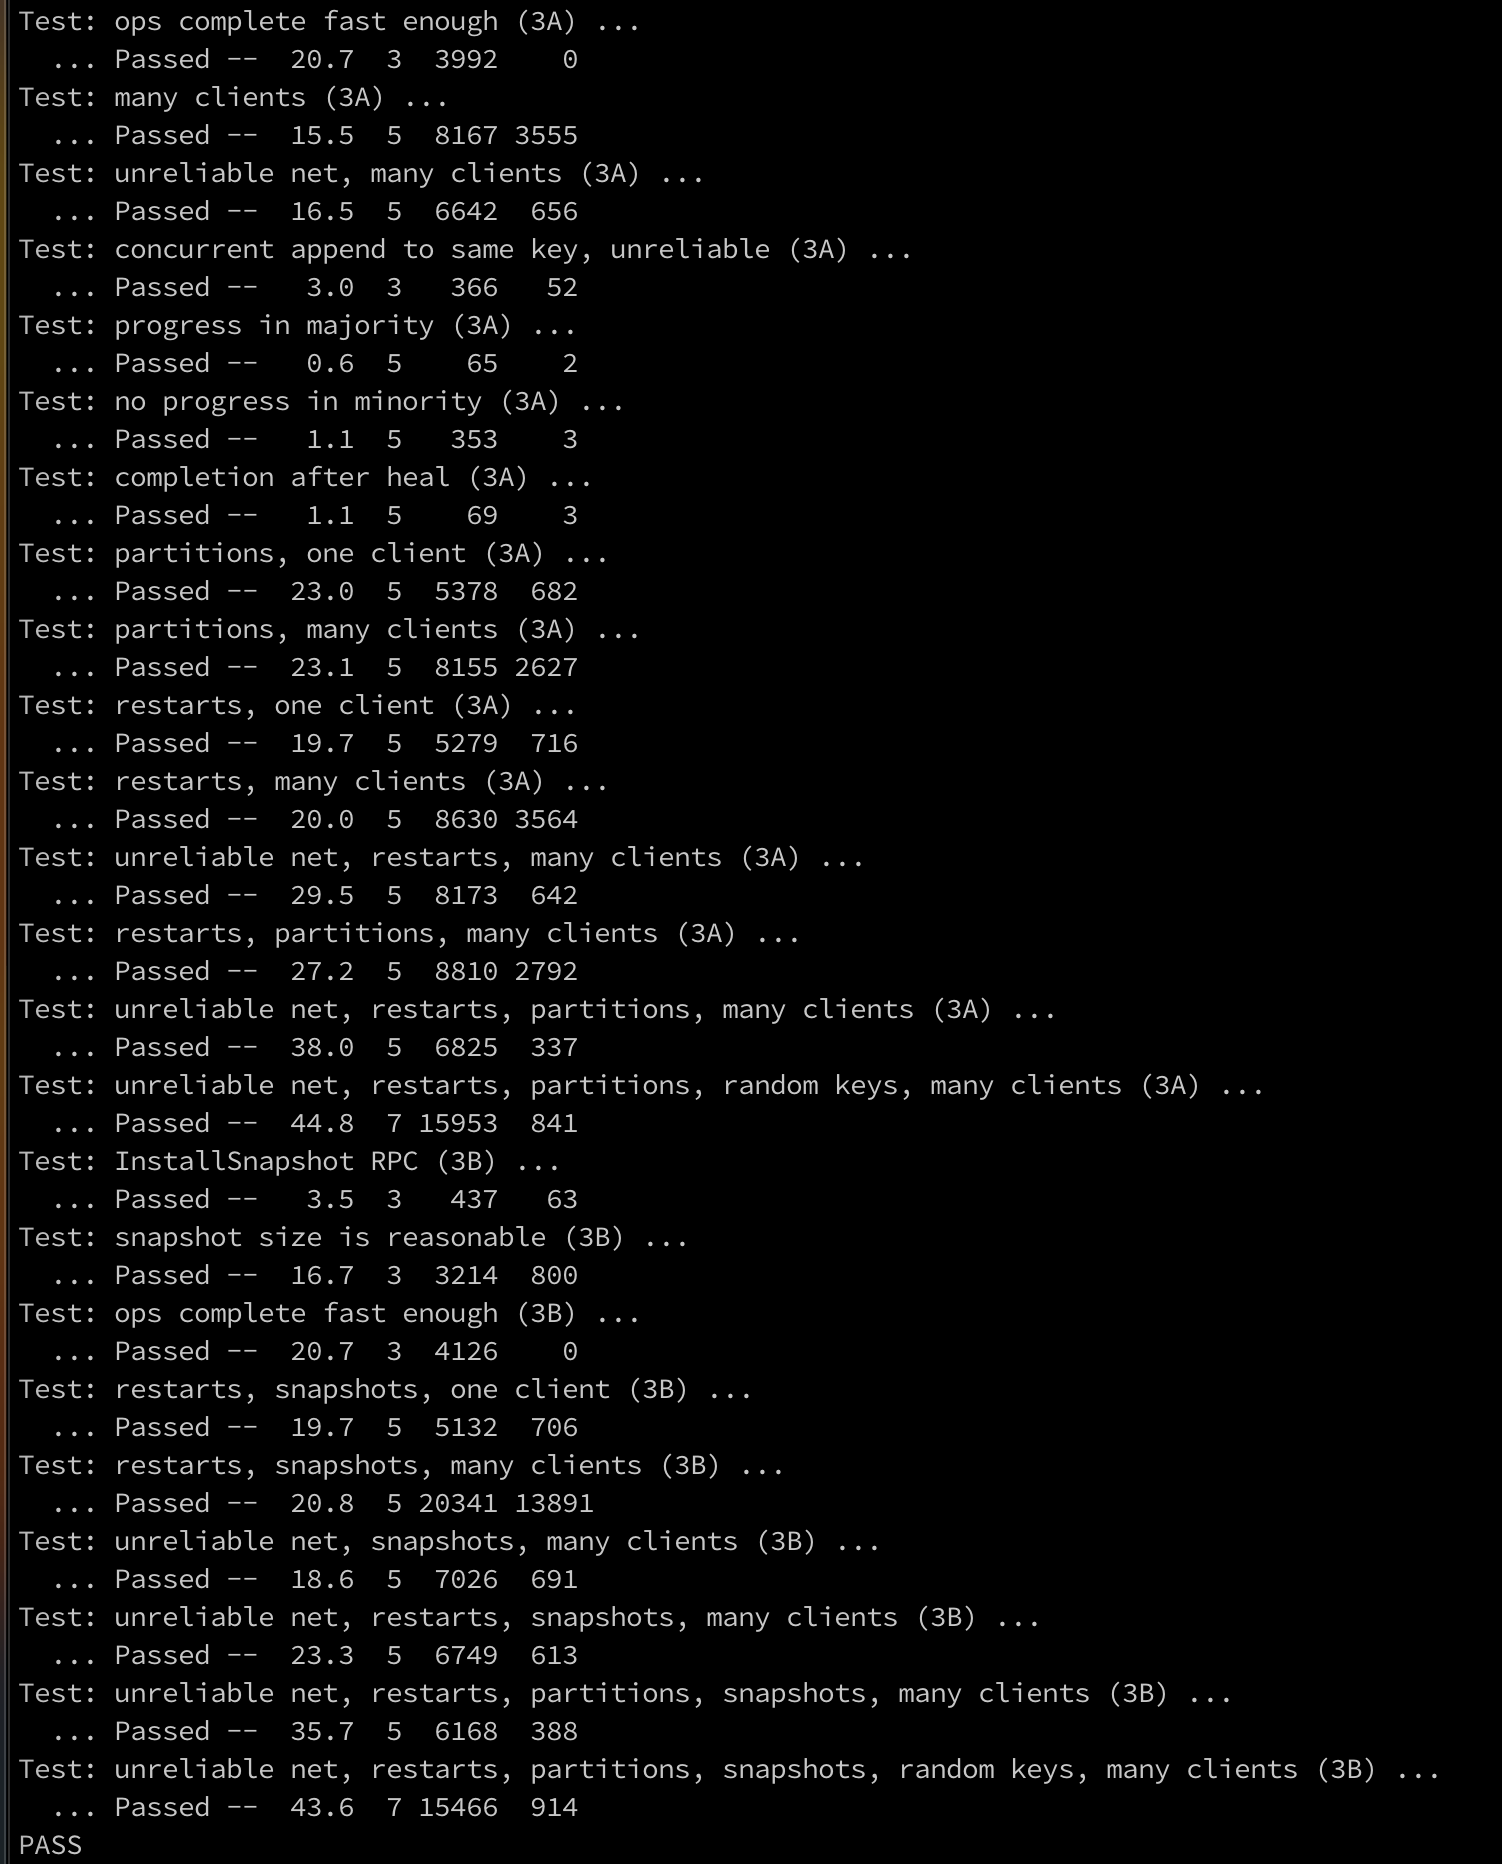 Test: ops complete fast enough (3A) ...
  ... Passed --  20.7  3  3992    0
Test: many clients (3A) ...
  ... Passed --  15.5  5  8167 3555
Test: unreliable net, many clients (3A) ...
  ... Passed --  16.5  5  6642  656
Test: concurrent append to same key, unreliable (3A) ...
  ... Passed --   3.0  3   366   52
Test: progress in majority (3A) ...
  ... Passed --   0.6  5    65    2
Test: no progress in minority (3A) ...
  ... Passed --   1.1  5   353    3
Test: completion after heal (3A) ...
  ... Passed --   1.1  5    69    3
Test: partitions, one client (3A) ...
  ... Passed --  23.0  5  5378  682
Test: partitions, many clients (3A) ...
  ... Passed --  23.1  5  8155 2627
Test: restarts, one client (3A) ...
  ... Passed --  19.7  5  5279  716
Test: restarts, many clients (3A) ...
  ... Passed --  20.0  5  8630 3564
Test: unreliable net, restarts, many clients (3A) ...
  ... Passed --  29.5  5  8173  642
Test: restarts, partitions, many clients (3A) ...
  ... Passed --  27.2  5  8810 2792
Test: unreliable net, restarts, partitions, many clients (3A) ...
  ... Passed --  38.0  5  6825  337
Test: unreliable net, restarts, partitions, random keys, many clients (3A) ...
  ... Passed --  44.8  7 15953  841
Test: InstallSnapshot RPC (3B) ...
  ... Passed --   3.5  3   437   63
Test: snapshot size is reasonable (3B) ...
  ... Passed --  16.7  3  3214  800
Test: ops complete fast enough (3B) ...
  ... Passed --  20.7  3  4126    0
Test: restarts, snapshots, one client (3B) ...
  ... Passed --  19.7  5  5132  706
Test: restarts, snapshots, many clients (3B) ...
  ... Passed --  20.8  5 20341 13891
Test: unreliable net, snapshots, many clients (3B) ...
  ... Passed --  18.6  5  7026  691
Test: unreliable net, restarts, snapshots, many clients (3B) ...
  ... Passed --  23.3  5  6749  613
Test: unreliable net, restarts, partitions, snapshots, many clients (3B) ...
  ... Passed --  35.7  5  6168  388
Test: unreliable net, restarts, partitions, snapshots, random keys, many clients (3B) ...
  ... Passed --  43.6  7 15466  914
PASS